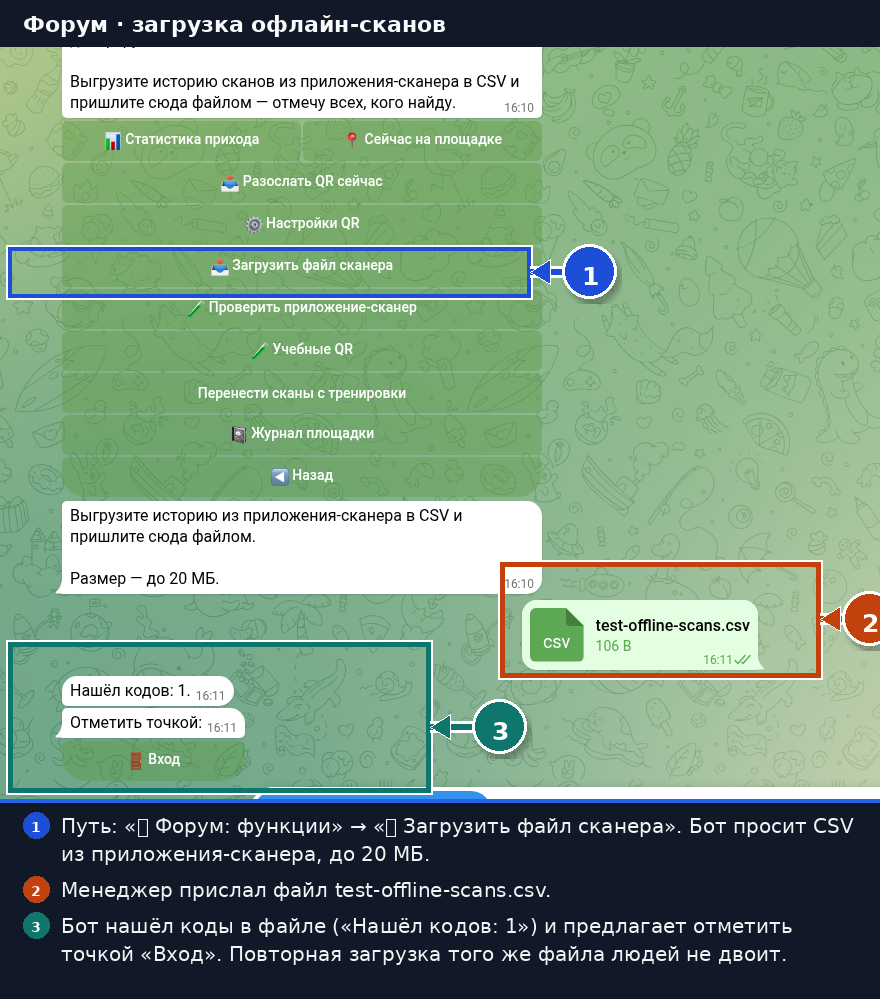 Форум · загрузка офлайн-сканов
Выгрузите историю сканов из приложения-сканера в CSV и
пришлите сюда файлом — отмечу всех, кого найду. 16:10
📊 Статистика прихода
📍 Сейчас на площадке
📤 Разослать QR сейчас
⚙️ Настройки QR
📤 Загрузить файл сканера
1
🧪 Проверить приложение-сканер
🧪 Учебные QR
Перенести сканы с тренировки
📓 Журнал площадки
◀️ Назад
Выгрузите историю из приложения-сканера в CSV и
пришлите сюда файлом.
Размер — до 20 МБ. 16:10
CSV
test-offline-scans.csv
106 B
16:11
2
Нашёл кодов: 1. 16:11
Отметить точкой: 16:11
🚪 Вход
3
1 Путь: «▯ Форум: функции» → «▯ Загрузить файл сканера». Бот просит CSV
из приложения-сканера, до 20 МБ.
2 Менеджер прислал файл test-offline-scans.csv.
3 Бот нашёл коды в файле («Нашёл кодов: 1») и предлагает отметить
точкой «Вход». Повторная загрузка того же файла людей не двоит.